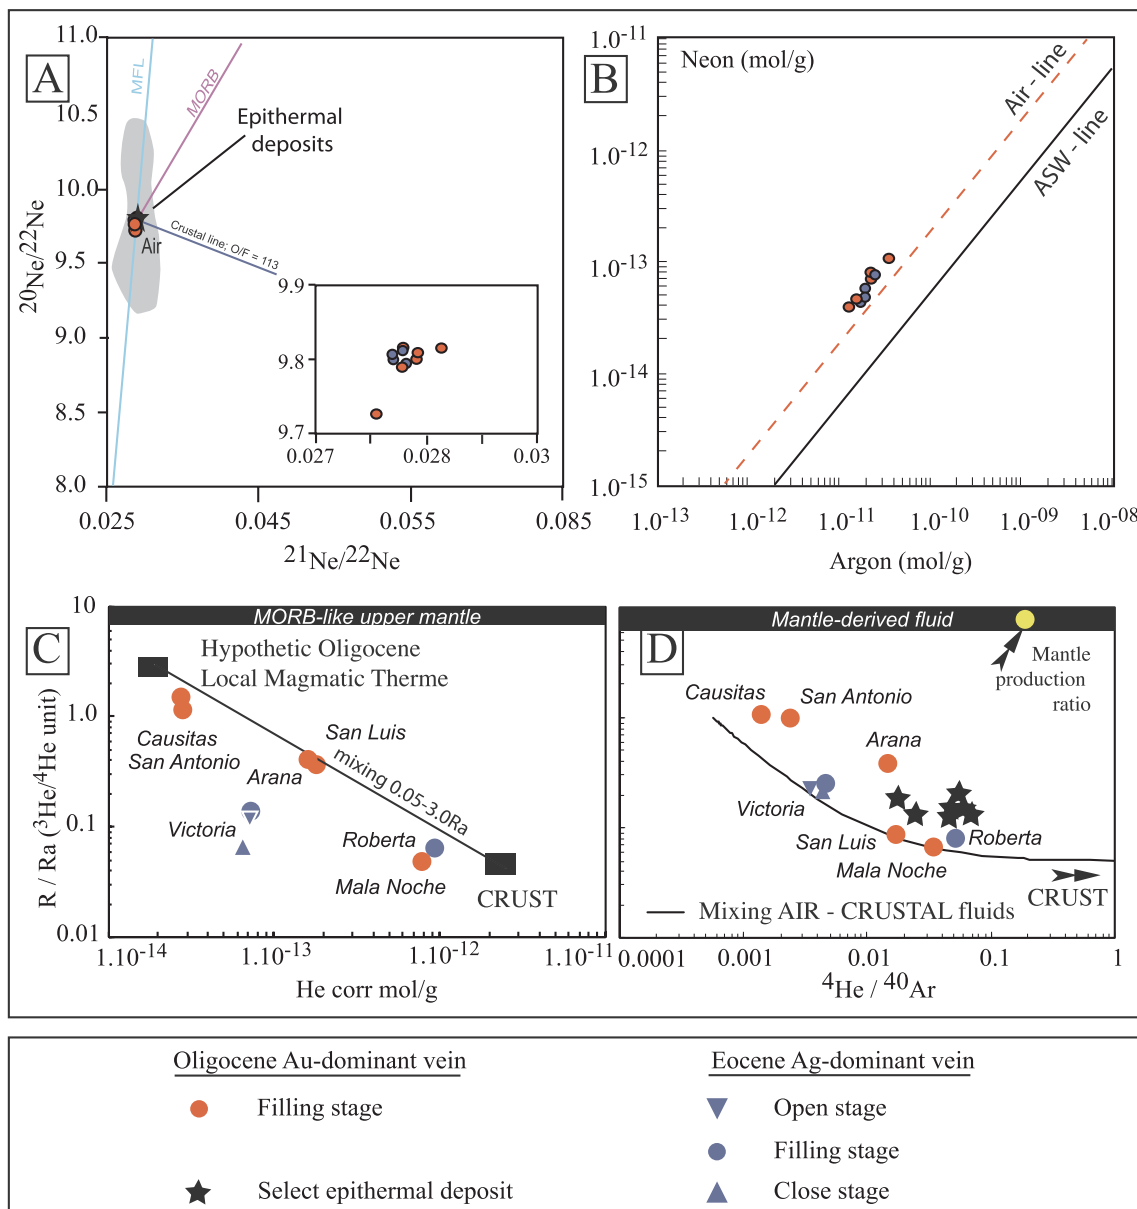 A
11.0
10.5
10.0
9.5
9.0
8.5
8.0
20Ne/22Ne
MFL
MORB
Epithermal
deposits
Air
Crustal line; O/F = 113
9.9
9.8
9.7
0.027
0.028
0.03
0.025
0.045
0.055
0.085
21Ne/22Ne
B
Neon (mol/g)
1.0-11
1.0-12
1.0-13
1.0-14
1.0-15
Air - line
ASW - line
1.0-13
1.0-12
1.0-11
1.0-10
1.0-09
1.0-08
Argon (mol/g)
C
10
1.0
0.1
0.01
R / Ra (3He/4He unit)
MORB-like upper mantle
Hypothetic Oligocene
Local Magmatic Therme
Causitas
San Antonio
San Luis
Arana
mixing 0.05-3.0Ra
Victoria
Roberta
Mala Noche
CRUST
1.10-14
1.10-13
1.10-12
1.10-11
He corr mol/g
D
Mantle-derived fluid
Mantle
production
ratio
Causitas
San Antonio
Arana
Victoria
San Luis
Roberta
Mala Noche
CRUST
Mixing AIR - CRUSTAL fluids
0.0001
0.001
0.01
0.1
1
4He / 40Ar
Oligocene Au-dominant vein
Filling stage
Select epithermal deposit
Eocene Ag-dominant vein
Open stage
Filling stage
Close stage